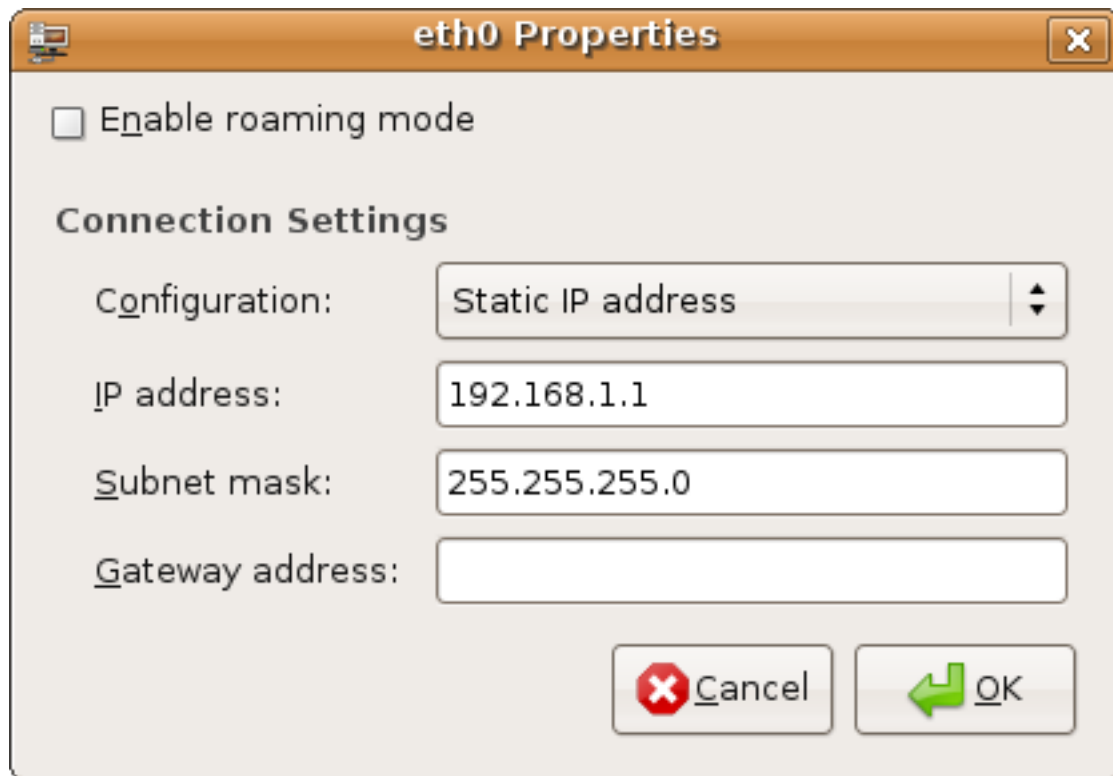 eth0 Properties
Enable roaming mode
Connection Settings
Configuration: Static IP address
IP address: 192.168.1.1
Subnet mask: 255.255.255.0
Gateway address:
Cancel OK